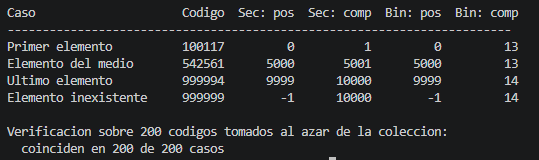 Caso Codigo Sec: pos Sec: comp Bin: pos Bin: comp
-----------------------------------------------------------------------
Primer elemento 100117 0 1 0 13
Elemento del medio 542561 5000 5001 5000 13
Ultimo elemento 999994 9999 10000 9999 14
Elemento inexistente 999999 -1 10000 -1 14
Verificacion sobre 200 codigos tomados al azar de la coleccion:
coinciden en 200 de 200 casos